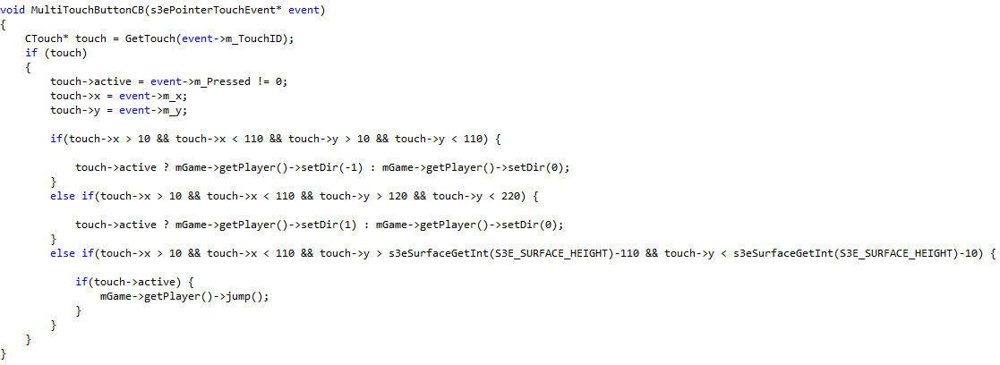 void MultiTouchButtonCB(s3ePointerTouchEvent* event)
{
    CTouch* touch = GetTouch(event->m_TouchID);
    if (touch)
    {
        touch->active = event->m_Pressed != 0;
        touch->x = event->m_x;
        touch->y = event->m_y;

        if(touch->x > 10 && touch->x < 110 && touch->y > 10 && touch->y < 110) {

            touch->active ? mGame->getPlayer()->setDir(-1) : mGame->getPlayer()->setDir(0);
        }
        else if(touch->x > 10 && touch->x < 110 && touch->y > 120 && touch->y < 220) {

            touch->active ? mGame->getPlayer()->setDir(1) : mGame->getPlayer()->setDir(0);
        }
        else if(touch->x > 10 && touch->x < 110 && touch->y > s3eSurfaceGetInt(S3E_SURFACE_HEIGHT)-110 && touch->y < s3eSurfaceGetInt(S3E_SURFACE_HEIGHT)-10) {

            if(touch->active) {
                mGame->getPlayer()->jump();
            }
        }
    }
}